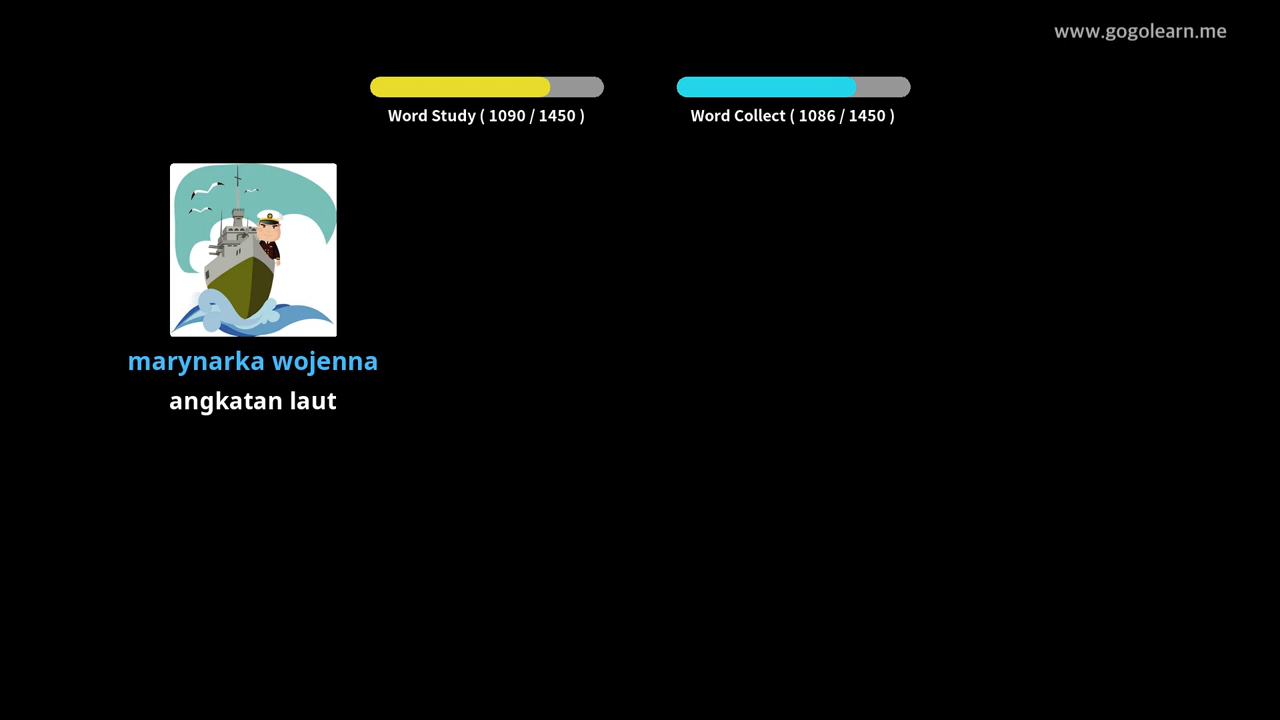 www.gogolearn.me
Word Study ( 1090 / 1450 )
Word Collect ( 1086 / 1450 )
marynarka wojenna
angkatan laut